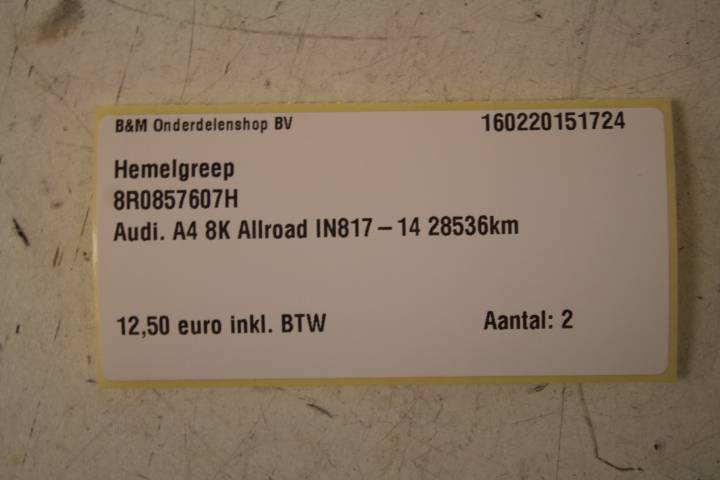 B&M Onderdelenshop BV 160220151724
Hemelgreep
8R0857607H
Audi. A4 8K Allroad IN817 – 14 28536km
12,50 euro inkl. BTW Aantal: 2